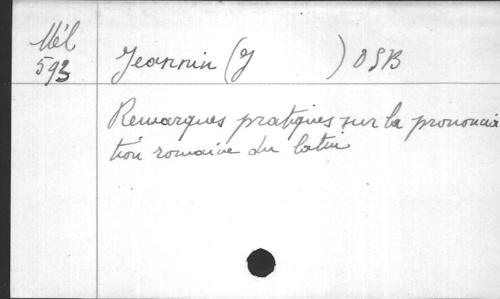 Mél
593
Jeannin (J ) OSB
Remarques pratiques sur la prononcia
tion romaine du latin